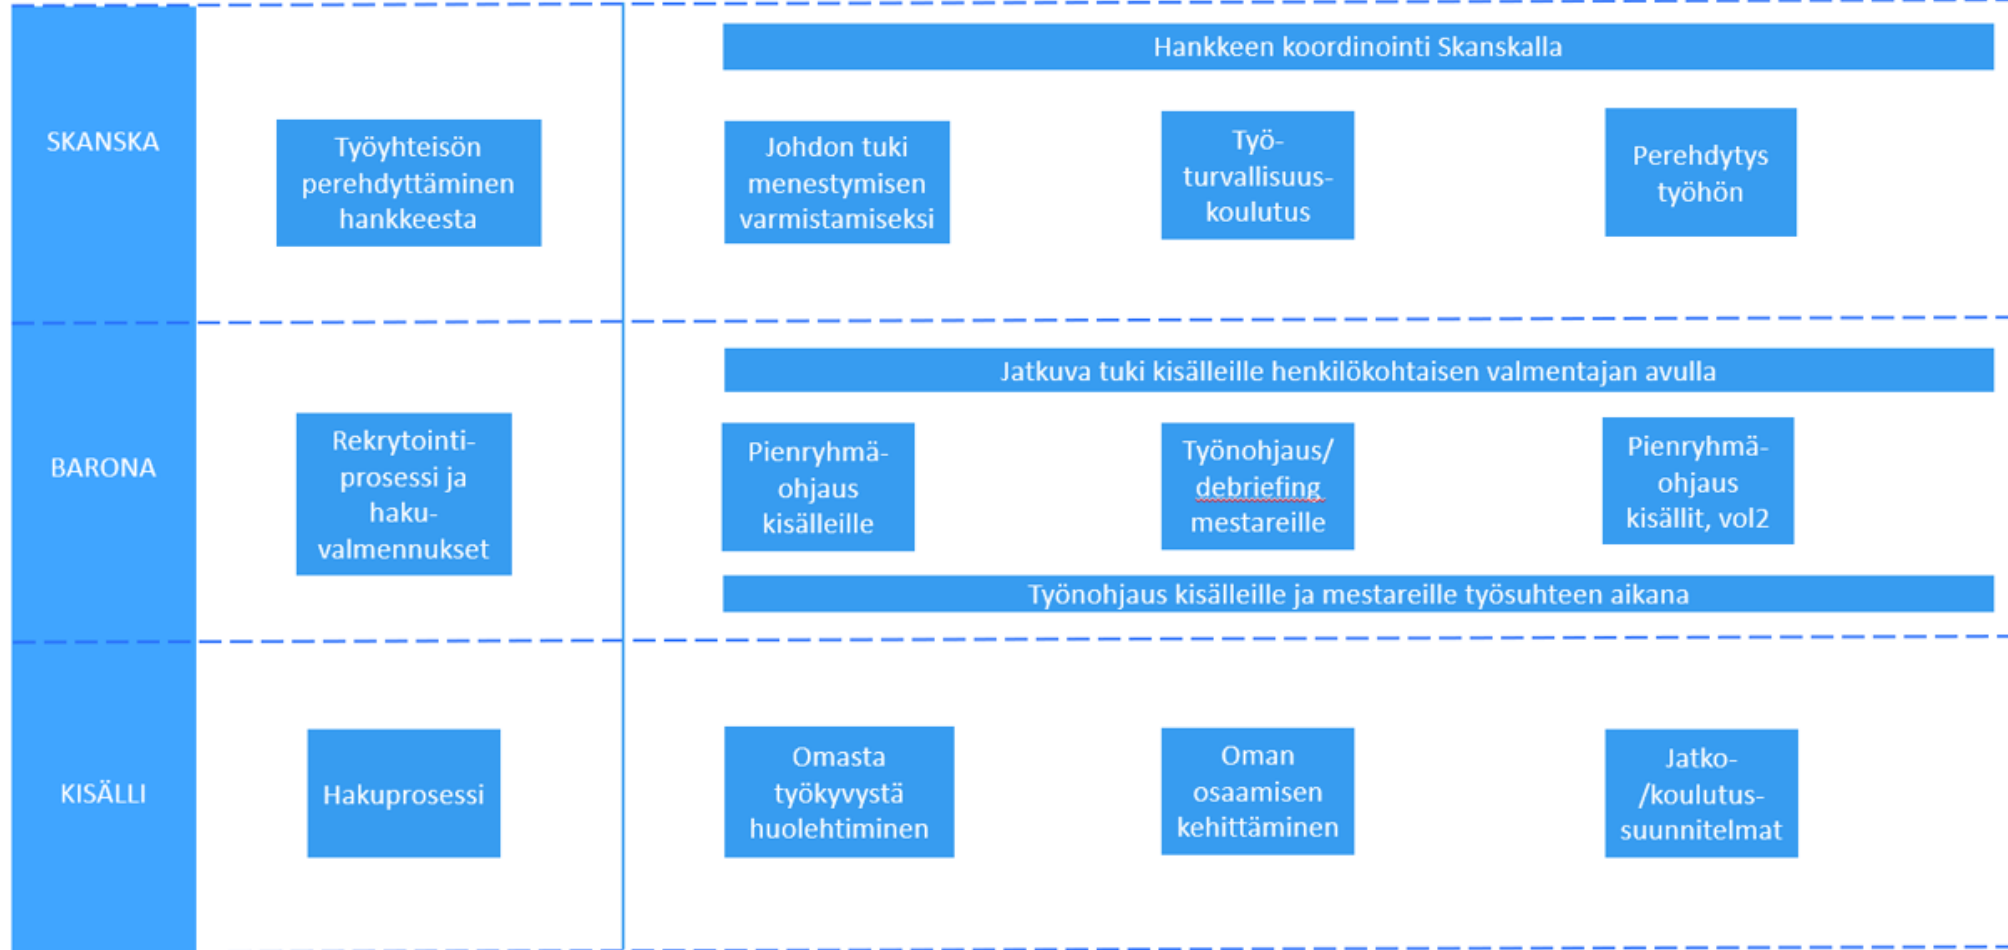 SKANSKA
Hankkeen koordinointi Skanskalla
Työyhteisön
perehdyttäminen
hankkeesta
Johdon tuki
menestymisen
varmistamiseksi
Työ-
turvallisuus-
koulutus
Perehdytys
työhön
BARONA
Jatkuva tuki kisälleille henkilökohtaisen valmentajan avulla
Rekrytointi-
prosessi ja
haku-
valmennukset
Pienryhmä-
ohjaus
kisälleille
Työnohjaus/
debriefing
mestareille
Pienryhmä-
ohjaus
kisällit, vol2
Työnohjaus kisälleille ja mestareille työsuhteen aikana
KISÄLLI
Hakuprosessi
Omasta
työkyvystä
huolehtiminen
Oman
osaamisen
kehittäminen
Jatko-
/koulutus-
suunnitelmat